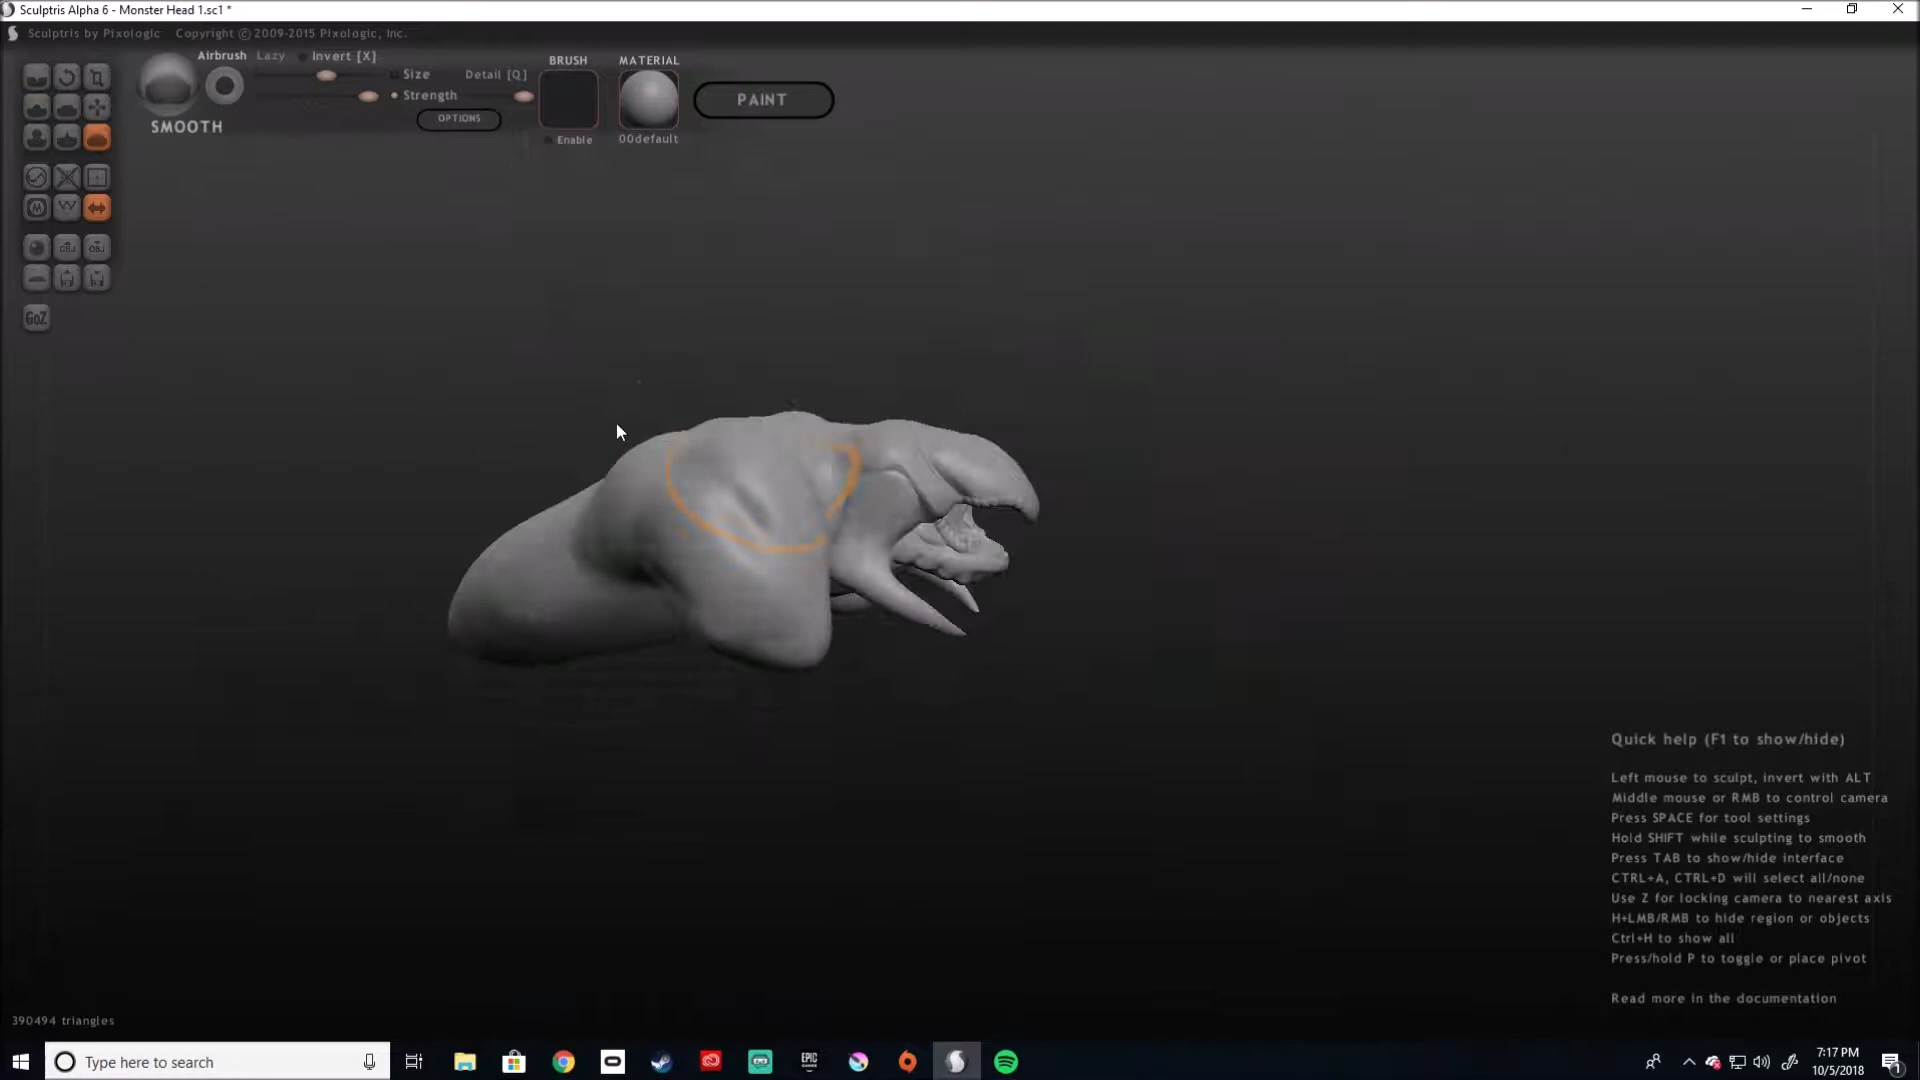 Sculptris Alpha 6 - Monster Head 1.sc1 *
Sculptris by Pixologic Copyright © 2009-2015 Pixologic, Inc.
Airbrush Lazy Invert [X]
Size Detail [Q]
Strength
OPTIONS
SMOOTH
BRUSH
Enable
MATERIAL
00default
PAINT
OBJ OBJ
GoZ
Quick help (F1 to show/hide)
Left mouse to sculpt, invert with ALT
Middle mouse or RMB to control camera
Press SPACE for tool settings
Hold SHIFT while sculpting to smooth
Press TAB to show/hide interface
CTRL+A, CTRL+D will select all/none
Use Z for locking camera to nearest axis
H+LMB/RMB to hide region or objects
Ctrl+H to show all
Press/hold P to toggle or place pivot
Read more in the documentation
390494 triangles
Type here to search
EPIC
GAMES
7:17 PM
10/5/2018
1